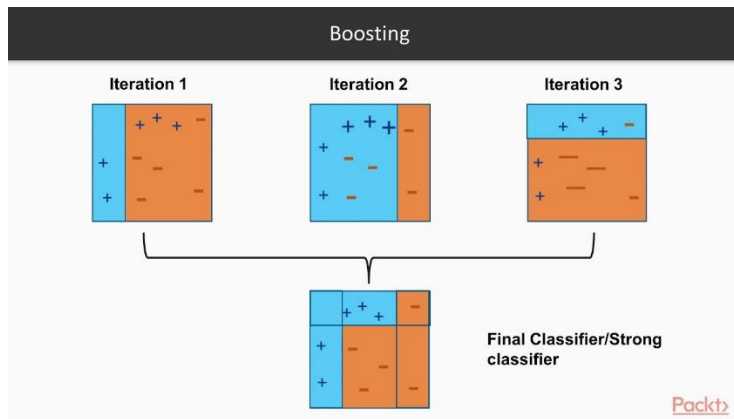 Boosting
Iteration 1
Iteration 2
Iteration 3
Final Classifier/Strong
classifier
Packt>